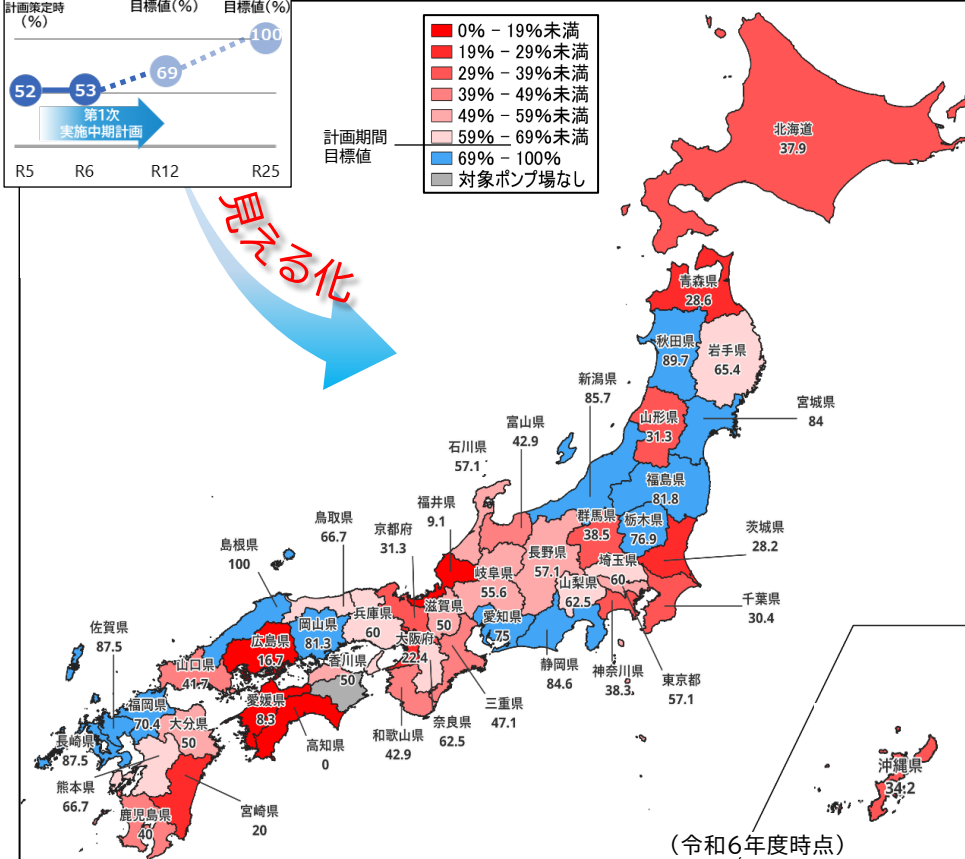 計画策定時
(%)
目標値(%)
目標値(%)
52
53
69
100
第1次
実施中期計画
R5
R6
R12
R25
0% – 19%未満
19% – 29%未満
29% – 39%未満
39% – 49%未満
49% – 59%未満
59% – 69%未満
69% – 100%
対象ポンプ場なし
計画期間
目標値
見える化
北海道
37.9
青森県
28.6
秋田県
89.7
岩手県
65.4
新潟県
85.7
宮城県
84
山形県
31.3
富山県
42.9
石川県
57.1
福島県
81.8
福井県
9.1
群馬県
38.5
栃木県
76.9
茨城県
28.2
鳥取県
66.7
京都府
31.3
島根県
100
長野県
57.1
埼玉県
60
岐阜県
55.6
山梨県
62.5
千葉県
30.4
兵庫県
60
滋賀県
50
愛知県
75
佐賀県
87.5
岡山県
81.3
広島県
16.7
大阪府
22.4
静岡県
84.6
神奈川県
38.3
東京都
57.1
山口県
41.7
香川県
50
三重県
47.1
福岡県
70.4
愛媛県
8.3
奈良県
62.5
大分県
50
和歌山県
42.9
高知県
0
長崎県
87.5
熊本県
66.7
宮崎県
20
鹿児島県
40
沖縄県
34.2
(令和6年度時点)